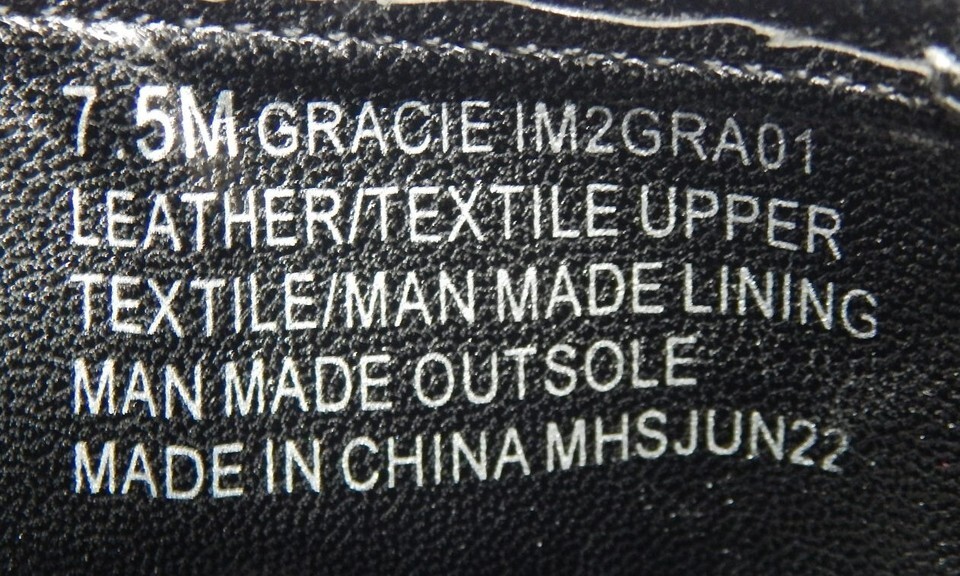 7.5M GRACIE IM2GRA01
LEATHER/TEXTILE UPPER
TEXTILE/MAN MADE LINING
MAN MADE OUTSOLE
MADE IN CHINA MHSJUN22